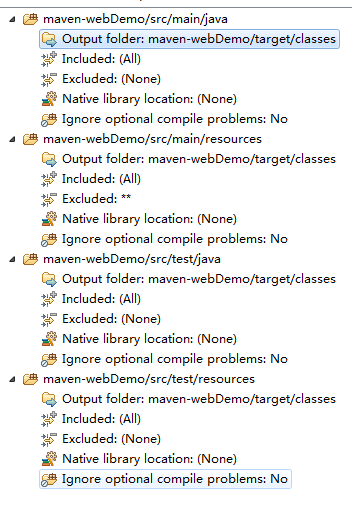 maven-webDemo/src/main/java
Output folder: maven-webDemo/target/classes
Included: (All)
Excluded: (None)
Native library location: (None)
Ignore optional compile problems: No
maven-webDemo/src/main/resources
Output folder: maven-webDemo/target/classes
Included: (All)
Excluded: **
Native library location: (None)
Ignore optional compile problems: No
maven-webDemo/src/test/java
Output folder: maven-webDemo/target/classes
Included: (All)
Excluded: (None)
Native library location: (None)
Ignore optional compile problems: No
maven-webDemo/src/test/resources
Output folder: maven-webDemo/target/classes
Included: (All)
Excluded: (None)
Native library location: (None)
Ignore optional compile problems: No